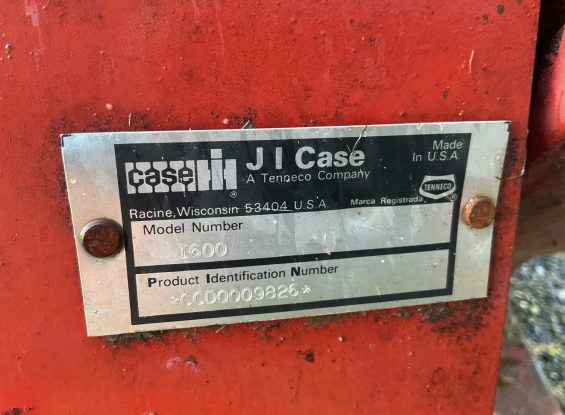 case IH ®
J I Case
A Tenneco Company
Made
In U.S.A.
TENNECO ®
Racine, Wisconsin 53404 U.S.A.
Marca Registrada
Model Number
1600
Product Identification Number
*CCD0009826*